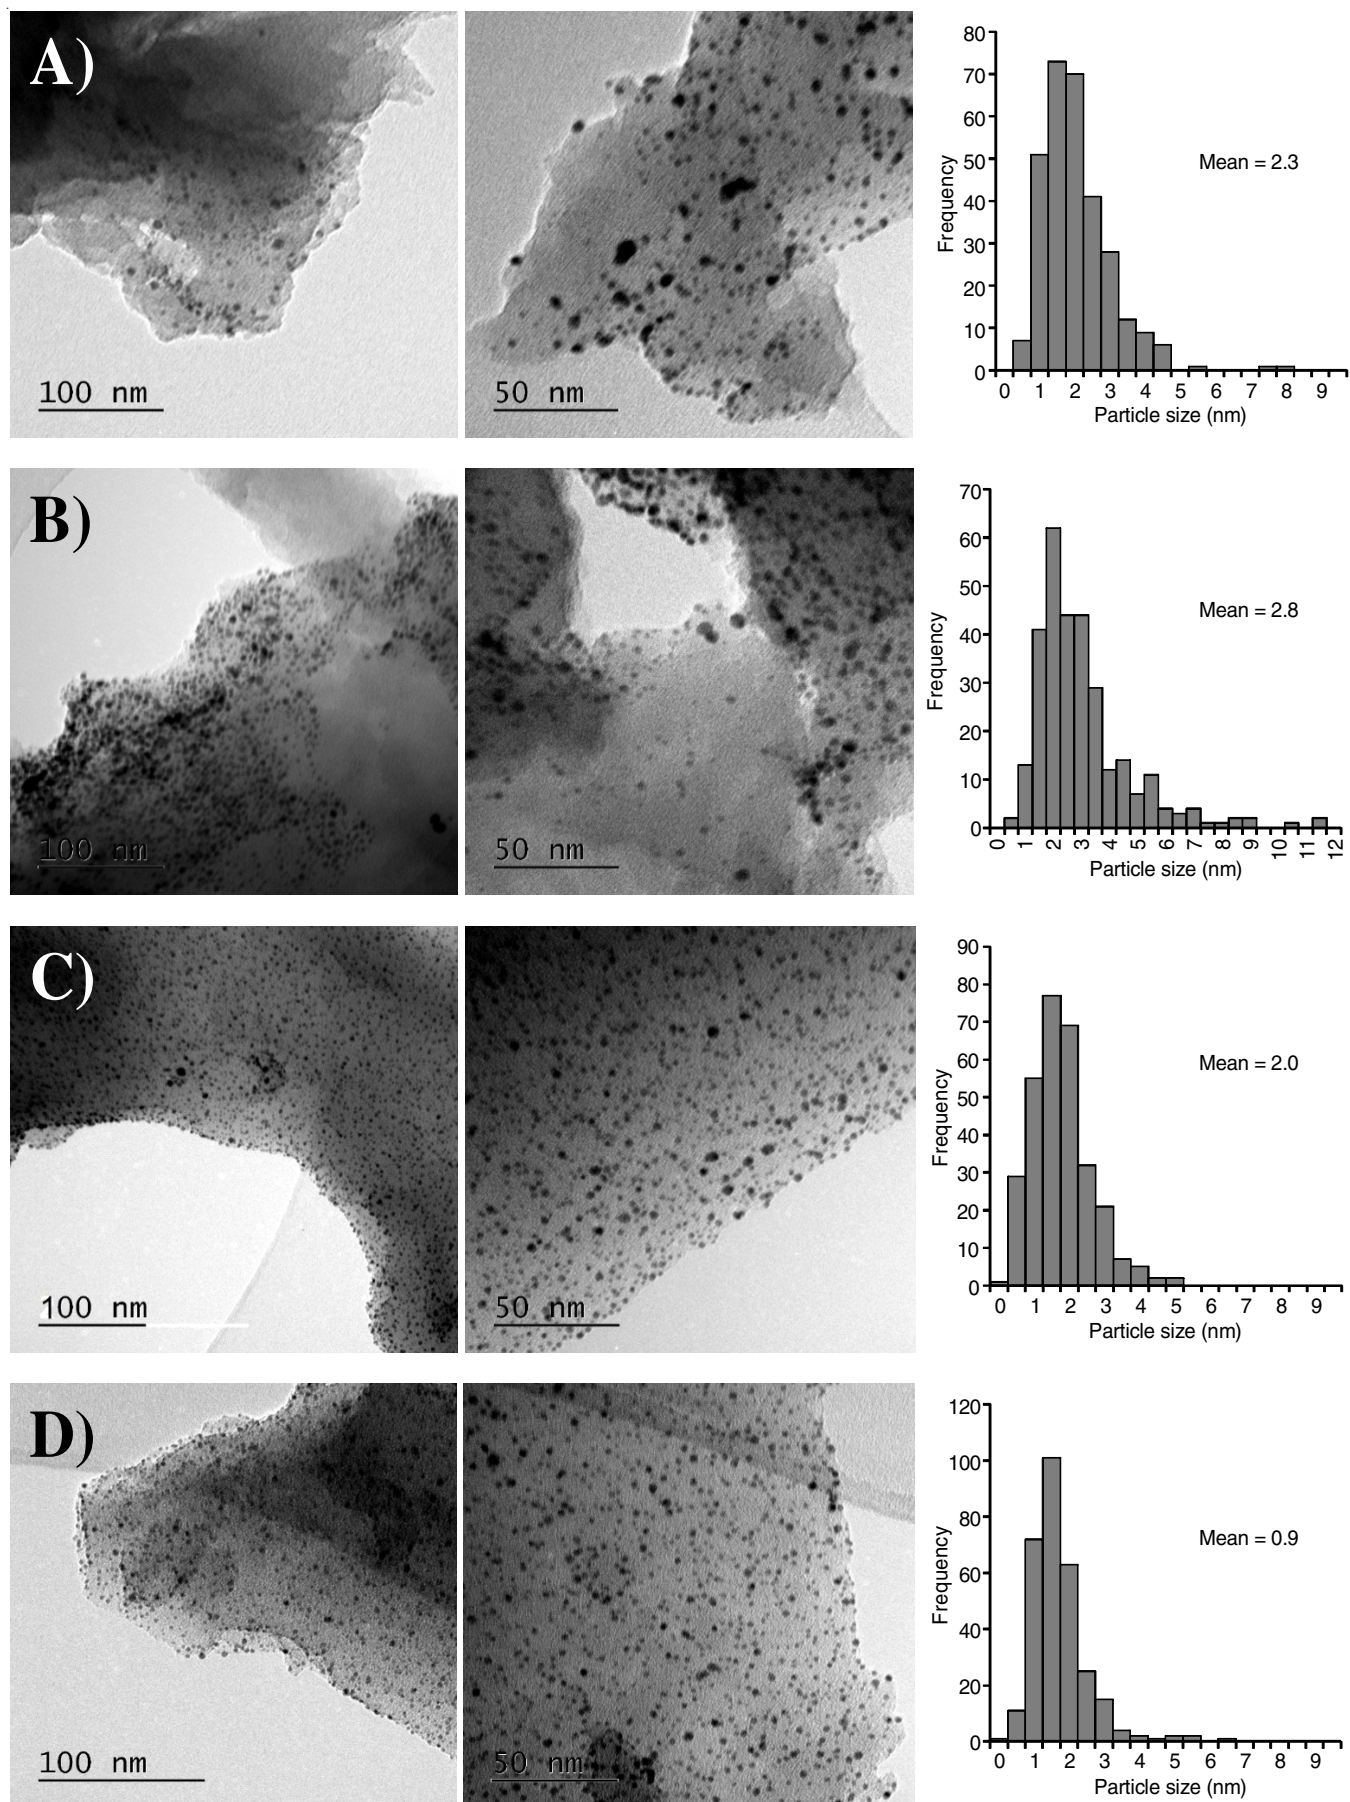 A)
100 nm
50 nm
80
70
60
50
40
30
20
10
0
Frequency
Mean = 2.3
0 1 2 3 4 5 6 7 8 9
Particle size (nm)
B)
100 nm
50 nm
70
60
50
40
30
20
10
0
Frequency
Mean = 2.8
0 1 2 3 4 5 6 7 8 9 10 11 12
Particle size (nm)
C)
100 nm
50 nm
90
80
70
60
50
40
30
20
10
0
Frequency
Mean = 2.0
0 1 2 3 4 5 6 7 8 9
Particle size (nm)
D)
100 nm
50 nm
120
100
80
60
40
20
0
Frequency
Mean = 0.9
0 1 2 3 4 5 6 7 8 9
Particle size (nm)